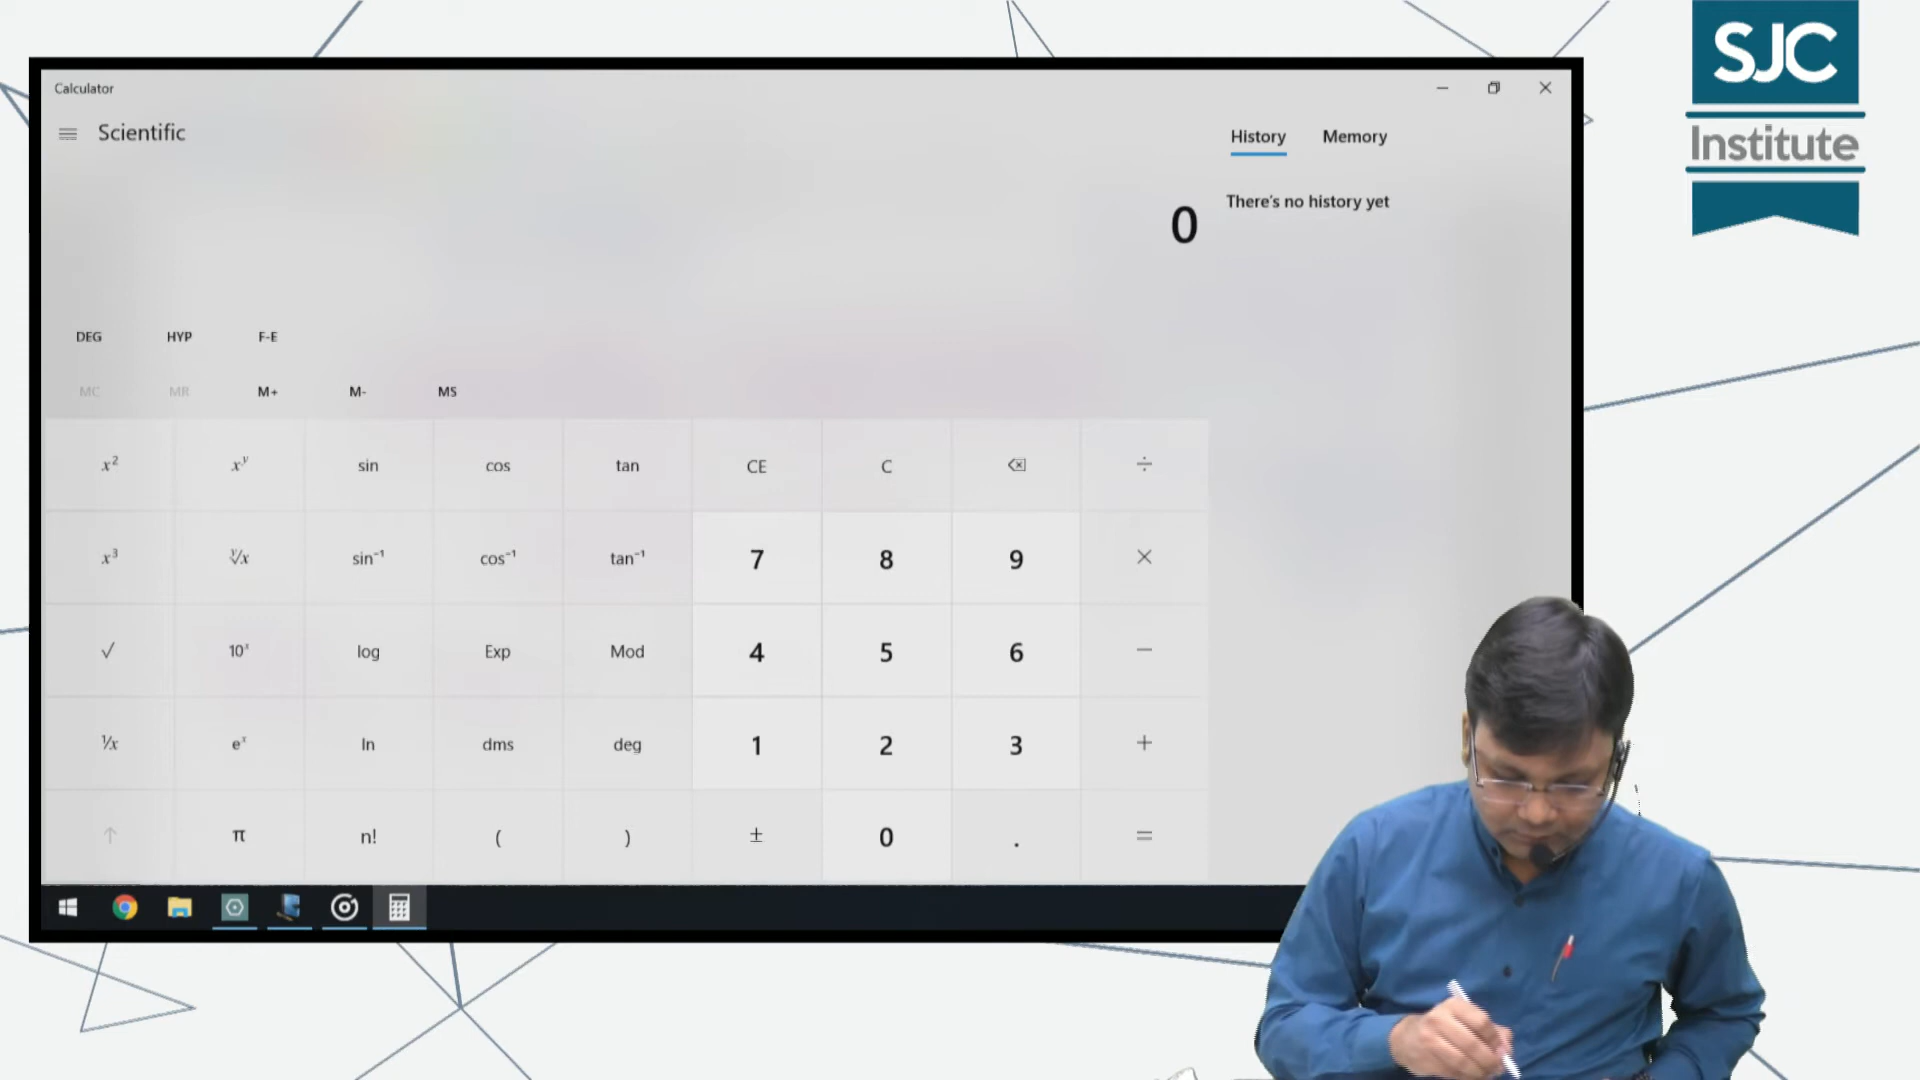 SJC
Institute
Calculator
Scientific
History Memory
There's no history yet
0
DEG HYP F-E
MC MR M+ M- MS
x² xʸ sin cos tan CE C ÷
x³ ʸ√x sin⁻¹ cos⁻¹ tan⁻¹ 7 8 9 ×
√ 10ˣ log Exp Mod 4 5 6 −
¹/x eˣ ln dms deg 1 2 3 +
↑ π n! ( ) ± 0 . =